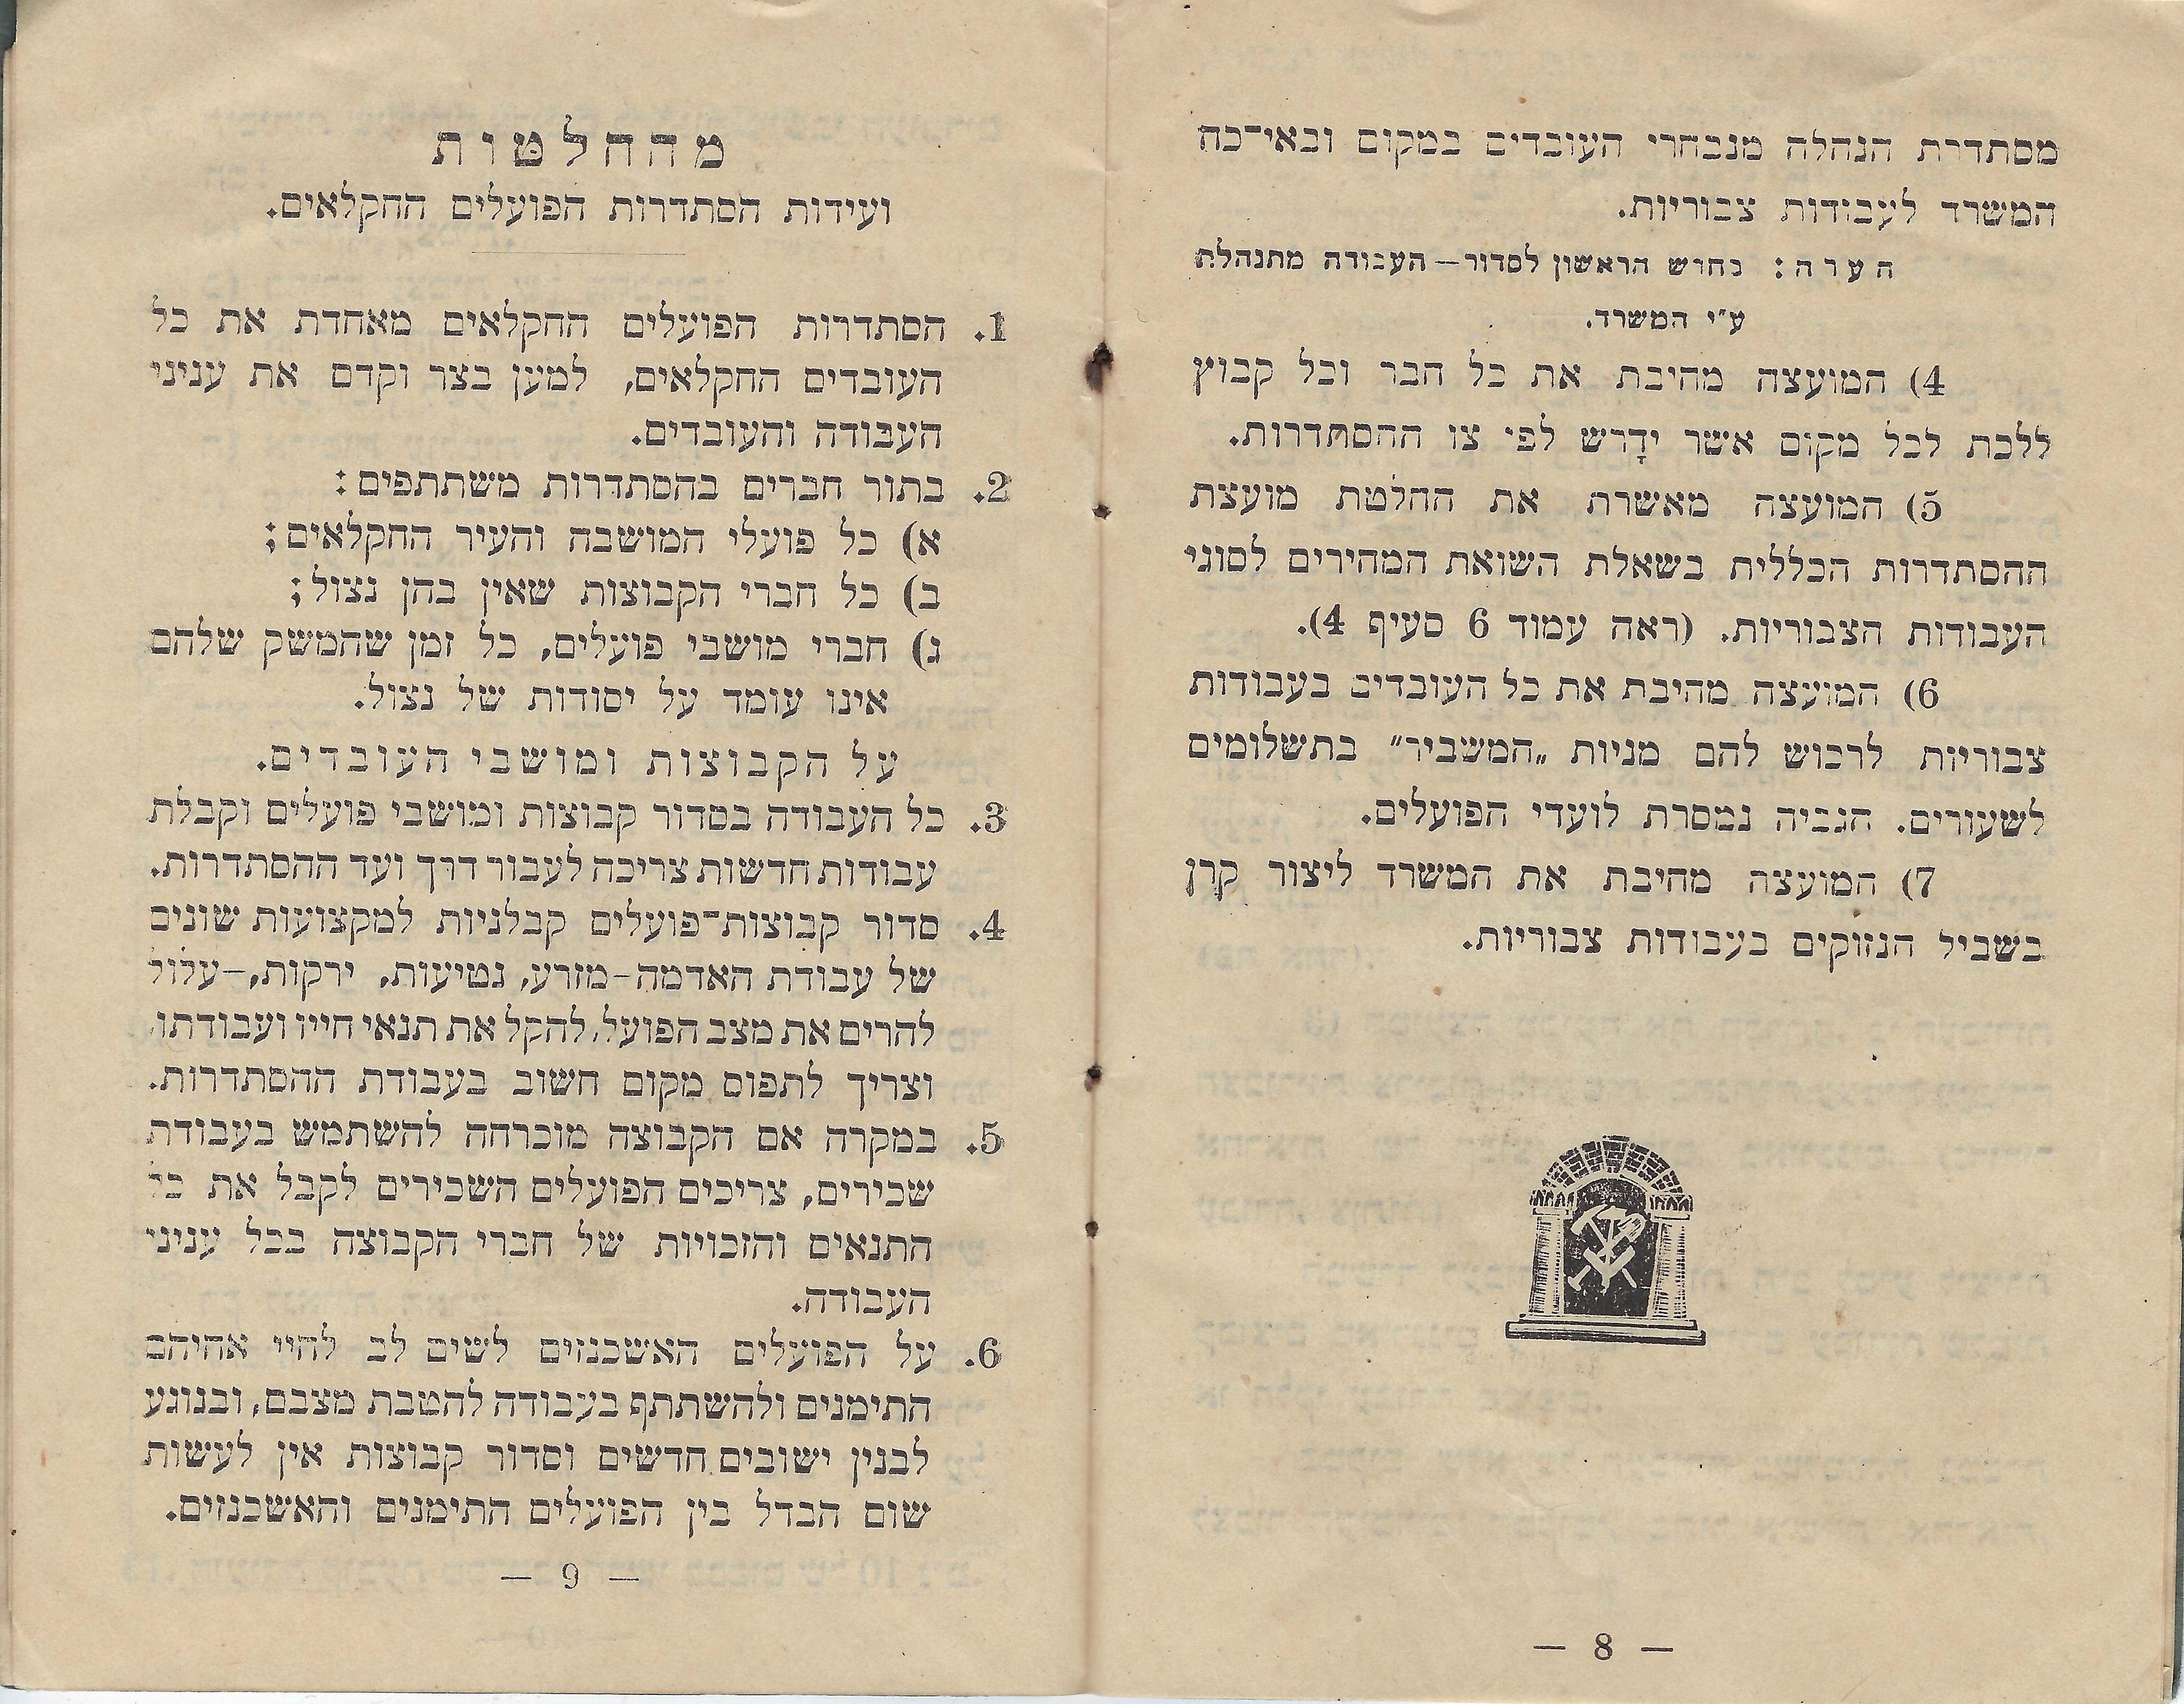 מסתדרת הנהלה מנבחרי העובדים במקום ובאי־כח
המשרד לעבודות צבוריות.
הערה: בחוש הראשון לסדור—העבודה מתנהלת
ע״י המשרד.
4) המועצה מחיבת את כל חבר וכל קבוץ
ללכת לכל מקום אשר ידָרש לפי צו ההסתדרות.
5) המועצה מאשרת את החלטת מועצת
ההסתדרות הכללית בשאלת השואת המחירים לסוגי
העבודות הצבוריות. (ראה עמוד 6 סעיף 4).
6) המועצה מחיבת את כל העובדים בעבודות
צבוריות לרכוש להם מניות „המשביר״ בתשלומים
לשעורים. הגביה נמסרת לועדי הפועלים.
7) המועצה מחיבת את המשרד ליצור קרן
בשביל הנזוקים בעבודות צבוריות.
— 8 —
מההחלטות
ועידות הסתדרות הפועלים החקלאים.
1. הסתדרות הפועלים החקלאים מאחדת את כל
העובדים החקלאים, למען בצר וקדם את עניני
העבודה והעובדים.
2. בתור חברים בהסתדרות משתתפים:
א) כל פועלי המושבה והעיר החקלאים;
ב) כל חברי הקבוצות שאין בהן נצול;
ג) חברי מושבי פועלים, כל זמן שהמשק שלהם
אינו עומד על יסודות של נצול.
על הקבוצות ומושבי העובדים.
3. כל העבודה בסדור קבוצות ומושבי פועלים וקבלת
עבודות חדשות צריכה לעבור דרך ועד ההסתדרות.
4. סדור קבוצות־פועלים קבלניות למקצועות שונים
של עבודת האדמה—מזרע, נטיעות, ירקות,—עלול
להרים את מצב הפועל, להקל את תנאי חייו ועבודתו,
וצריך לתפוס מקום חשוב בעבודת ההסתדרות.
5. במקרה אם הקבוצה מוכרחה להשתמש בעבודת
שכירים, צריכים הפועלים השכירים לקבל את כל
התנאים והזכויות של חברי הקבוצה בכל עניני
העבודה.
6. על הפועלים האשכנזים לשים לב לחיי אחיהם
התימנים ולהשתתף בעבודה להטבת מצבם, ובנוגע
לבנין ישובים חדשים וסדור קבוצות אין לעשות
שום הבדל בין הפועלים התימנים והאשכנזים.
— 9 —